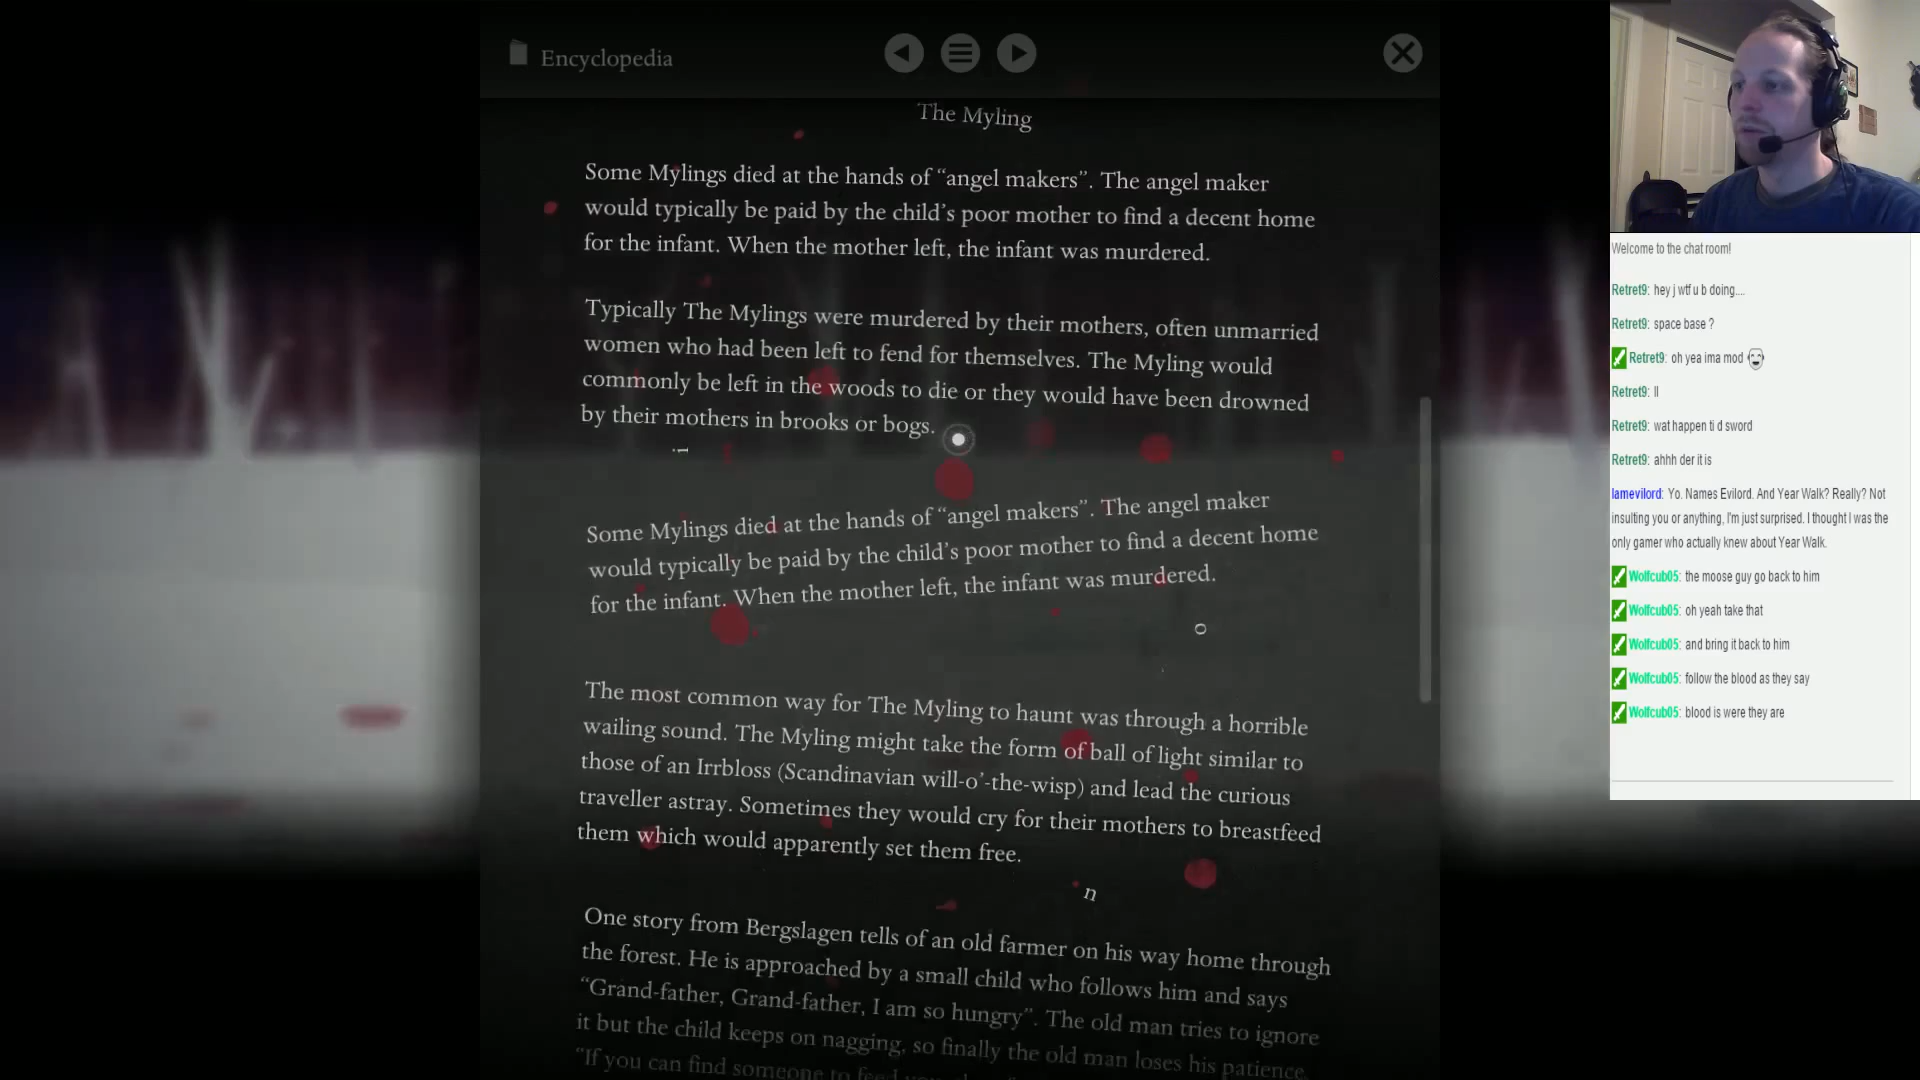 Encyclopedia
The Myling
Some Mylings died at the hands of “angel makers”. The angel maker
would typically be paid by the child’s poor mother to find a decent home
for the infant. When the mother left, the infant was murdered.
Typically The Mylings were murdered by their mothers, often unmarried
women who had been left to fend for themselves. The Myling would
commonly be left in the woods to die or they would have been drowned
by their mothers in brooks or bogs.
i
Some Mylings died at the hands of “angel makers”. The angel maker
would typically be paid by the child’s poor mother to find a decent home
for the infant. When the mother left, the infant was murdered.
o
The most common way for The Myling to haunt was through a horrible
wailing sound. The Myling might take the form of ball of light similar to
those of an Irrbloss (Scandinavian will-o’-the-wisp) and lead the curious
traveller astray. Sometimes they would cry for their mothers to breastfeed
them which would apparently set them free.
n
One story from Bergslagen tells of an old farmer on his way home through
the forest. He is approached by a small child who follows him and says
“Grand-father, Grand-father, I am so hungry”. The old man tries to ignore
it but the child keeps on nagging, so finally the old man loses his patience.
“If you can find someone to feed
Welcome to the chat room!
Retret9: hey j wtf u b doing....
Retret9: space base ?
Retret9: oh yea ima mod
Retret9: ll
Retret9: wat happen ti d sword
Retret9: ahhh der it is
Iamevilord: Yo. Names Evilord. And Year Walk? Really? Not
insulting you or anything, I'm just surprised. I thought I was the
only gamer who actually knew about Year Walk.
Wolfcub05: the moose guy go back to him
Wolfcub05: oh yeah take that
Wolfcub05: and bring it back to him
Wolfcub05: follow the blood as they say
Wolfcub05: blood is were they are